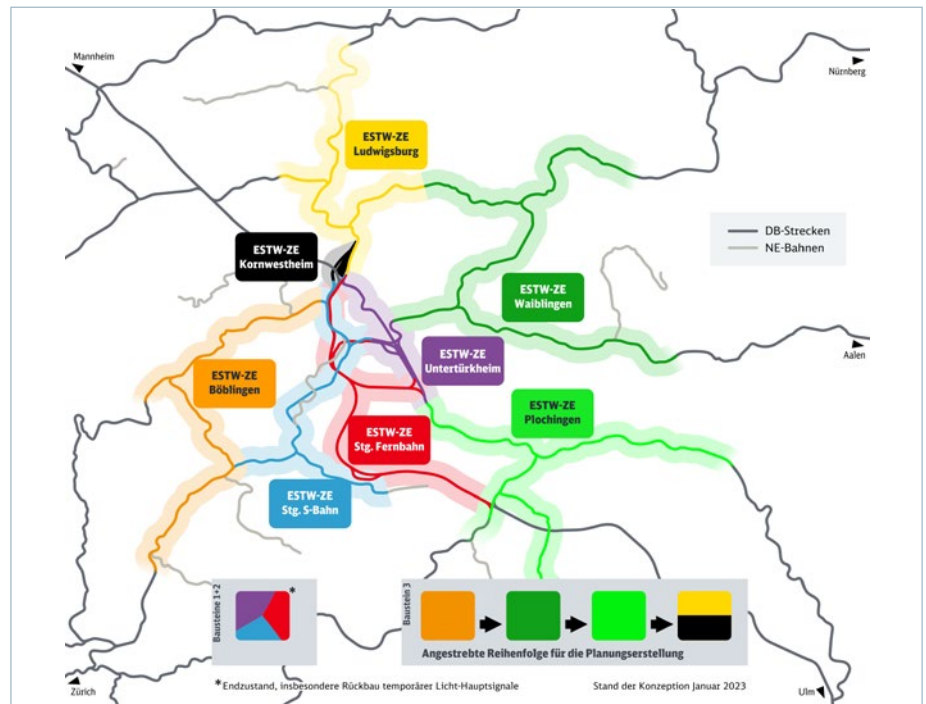 Mannheim
Nürnberg
ESTW-ZE
Ludwigsburg
DB-Strecken
NE-Bahnen
ESTW-ZE
Kornwestheim
ESTW-ZE
Waiblingen
Aalen
ESTW-ZE
Untertürkheim
ESTW-ZE
Böblingen
ESTW-ZE
Plochingen
ESTW-ZE
Stg. Fernbahn
ESTW-ZE
Stg. S-Bahn
Bausteine 1+2
*
Baustein 3
Angestrebte Reihenfolge für die Planungserstellung
*Endzustand, insbesondere Rückbau temporärer Licht-Hauptsignale
Stand der Konzeption Januar 2023
Zürich
Ulm